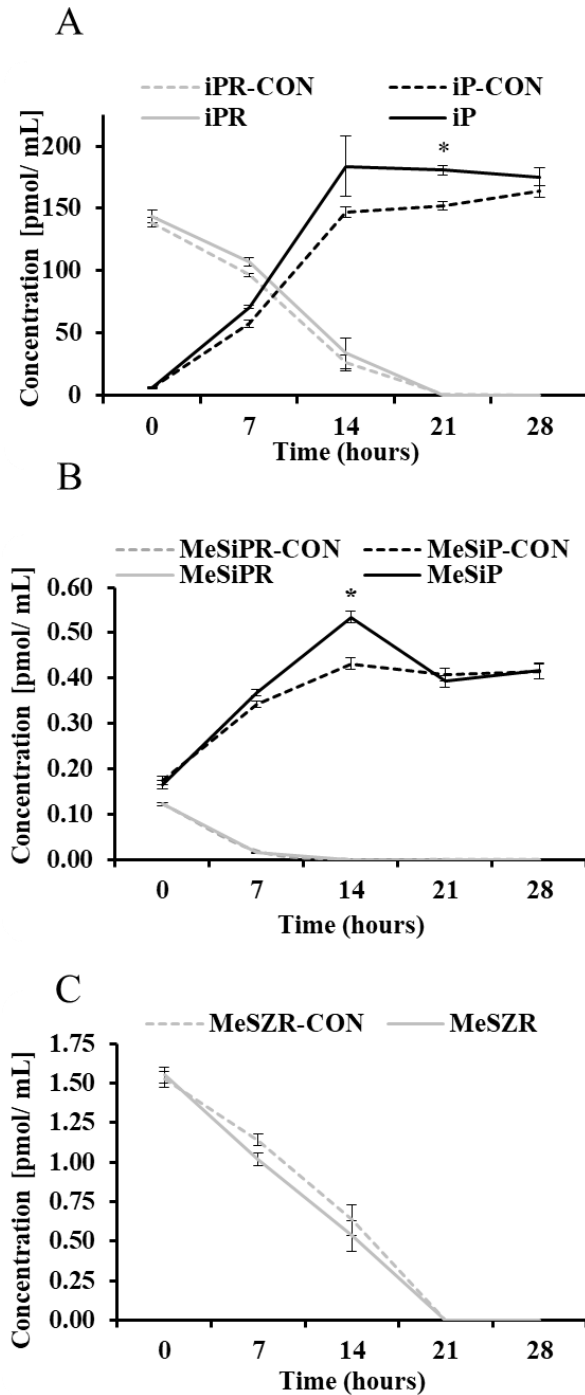 A
iPR-CON iP-CON
iPR iP
Concentration [pmol/ mL]
200
*
150
100
50
0
0 7 14 21 28
Time (hours)
B
MeSiPR-CON MeSiP-CON
MeSiPR MeSiP
Concentration [pmol/ mL]
0.60
*
0.50
0.40
0.30
0.20
0.10
0.00
0 7 14 21 28
Time (hours)
C
MeSZR-CON MeSZR
Concentration [pmol/ mL]
1.75
1.50
1.25
1.00
0.75
0.50
0.25
0.00
0 7 14 21 28
Time (hours)